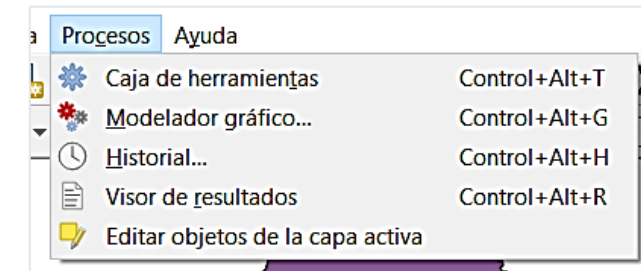 a Procesos Ayuda
Caja de herramientas Control+Alt+T
Modelador gráfico... Control+Alt+G
Historial... Control+Alt+H
Visor de resultados Control+Alt+R
Editar objetos de la capa activa